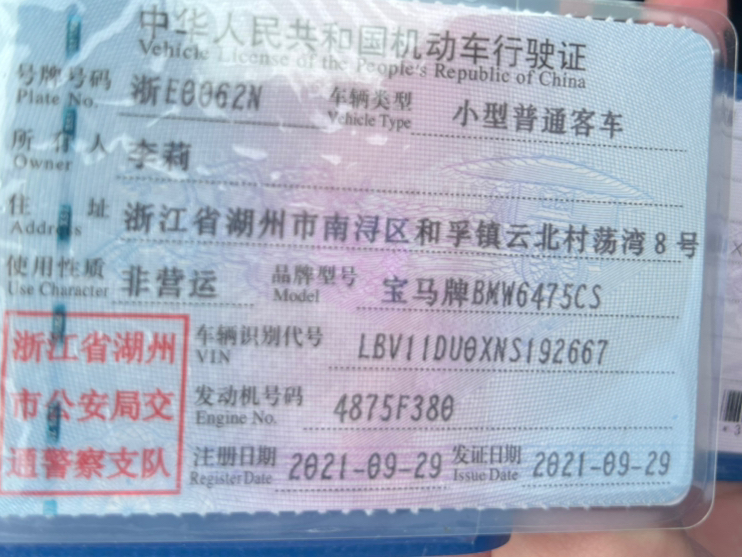 中华人民共和国机动车行驶证
Vehicle License of the People's Republic of China
号牌号码 Plate No. 浙E0062N 车辆类型 Vehicle Type 小型普通客车
所有人 Owner 李莉
住址 Address 浙江省湖州市南浔区和孚镇云北村荡湾8号
使用性质 Use Character 非营运 品牌型号 Model 宝马牌BMW6475CS
浙江省湖州市公安局交通警察支队
车辆识别代号 VIN LBV11DU0XNS192667
发动机号码 Engine No. 4875F380
注册日期 Register Date 2021-09-29 发证日期 Issue Date 2021-09-29